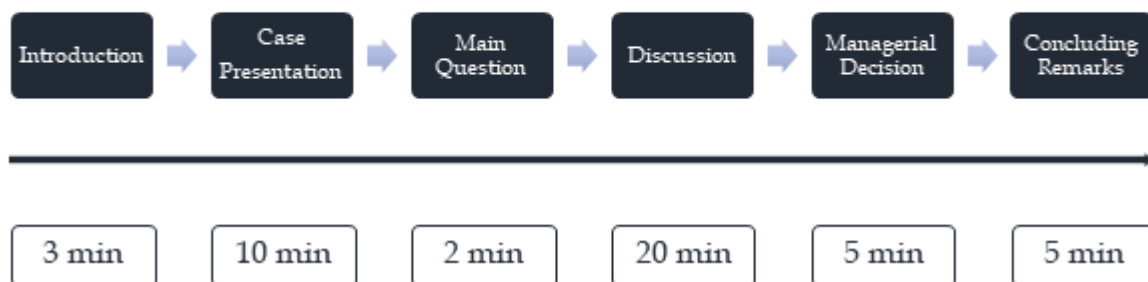 Introduction
Case
Presentation
Main
Question
Discussion
Managerial
Decision
Concluding
Remarks
3 min
10 min
2 min
20 min
5 min
5 min